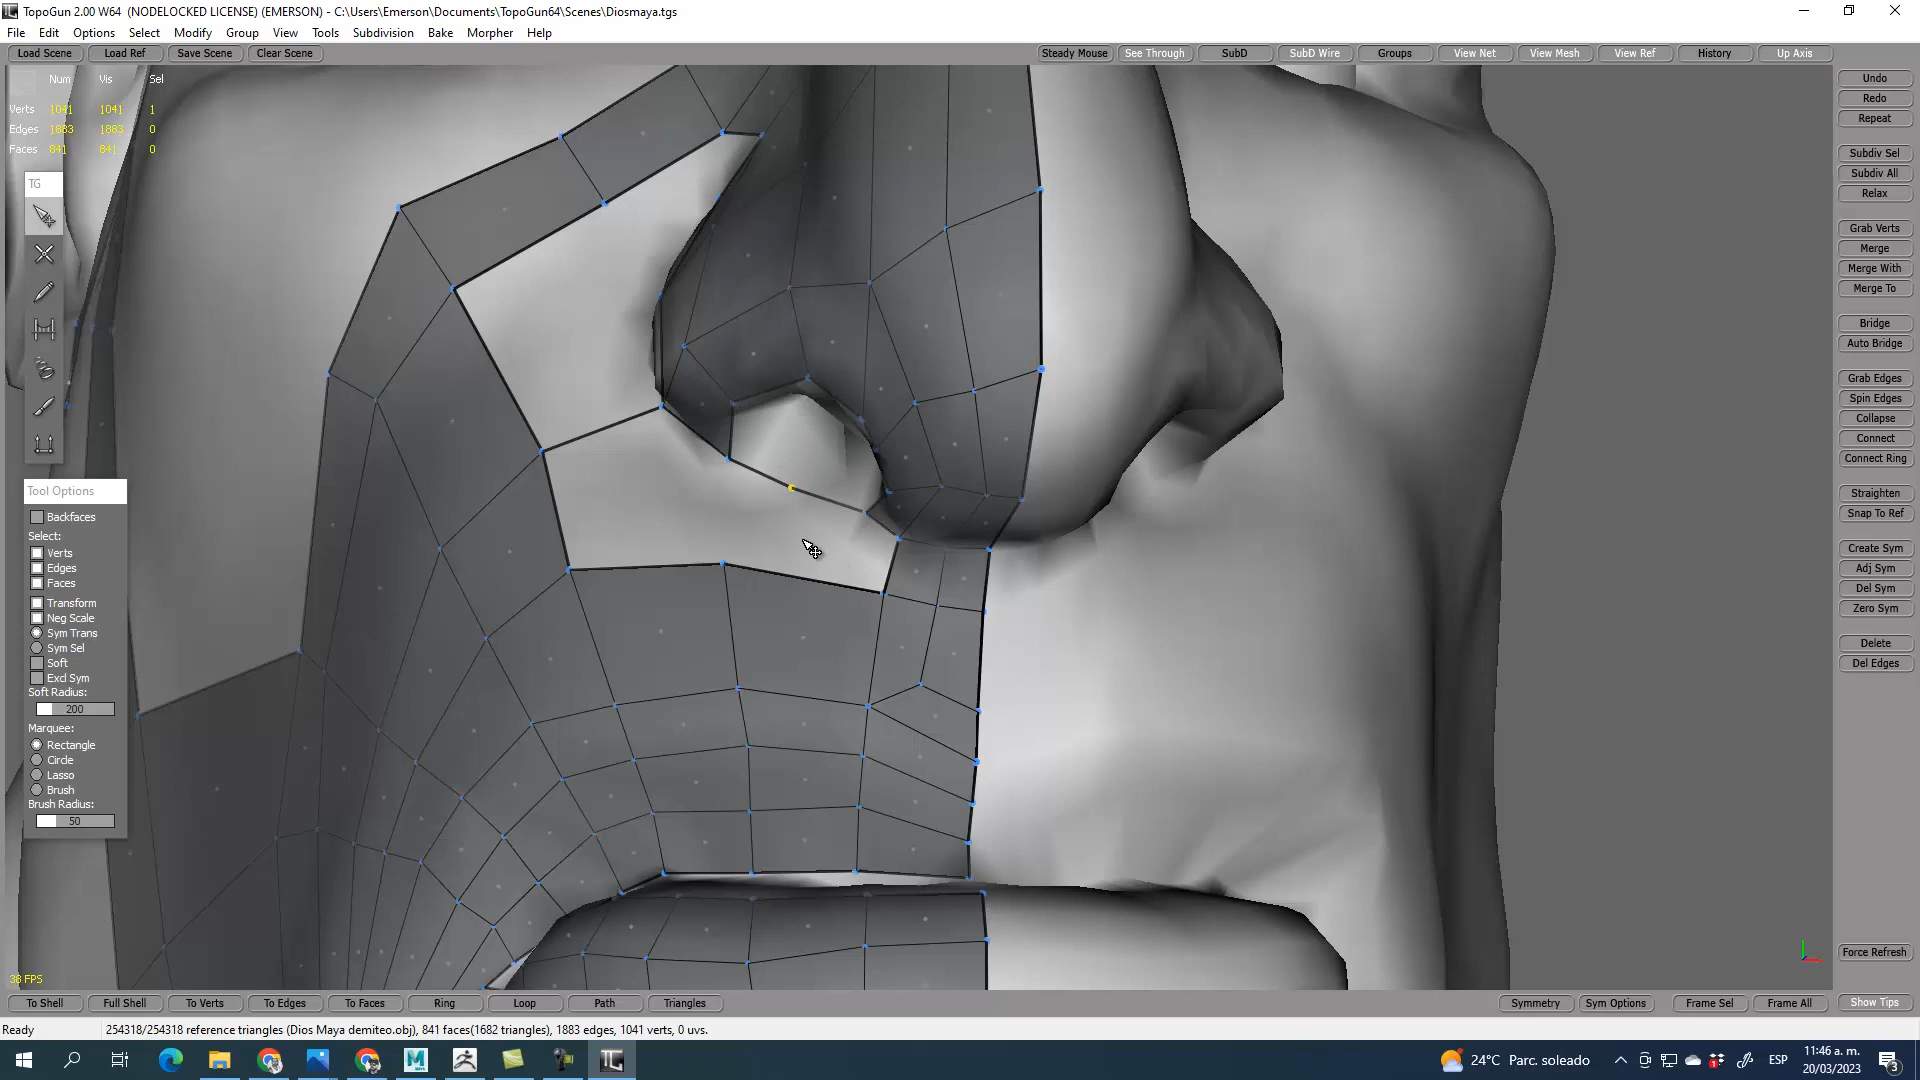 TopoGun 2.00 W64 (NODELOCKED LICENSE) (EMERSON) - C:\Users\Emerson\Documents\TopoGun64\Scenes\Diosmaya.tgs
File Edit Options Select Modify Group View Tools Subdivision Bake Morpher Help
Load Scene Load Ref Save Scene Clear Scene Steady Mouse See Through SubD SubD Wire Groups View Net View Mesh View Ref History Up Axis
Num Vis Sel
Verts 1041 1041 1
Edges 1883 1883 0
Faces 841 841 0
TG
Tool Options
Backfaces
Select:
Verts
Edges
Faces
Transform
Neg Scale
Sym Trans
Sym Sel
Soft
Excl Sym
Soft Radius:
200
Marquee:
Rectangle
Circle
Lasso
Brush
Brush Radius:
50
38 FPS
Undo
Redo
Repeat
Subdiv Sel
Subdiv All
Relax
Grab Verts
Merge
Merge With
Merge To
Bridge
Auto Bridge
Grab Edges
Spin Edges
Collapse
Connect
Connect Ring
Straighten
Snap To Ref
Create Sym
Adj Sym
Del Sym
Zero Sym
Delete
Del Edges
Force Refresh
Show Tips
To Shell Full Shell To Verts To Edges To Faces Ring Loop Path Triangles Symmetry Sym Options Frame Sel Frame All
Ready 254318/254318 reference triangles (Dios Maya demiteo.obj), 841 faces(1682 triangles), 1883 edges, 1041 verts, 0 uvs.
24°C Parc. soleado ESP 11:46 a. m.
20/03/2023
3